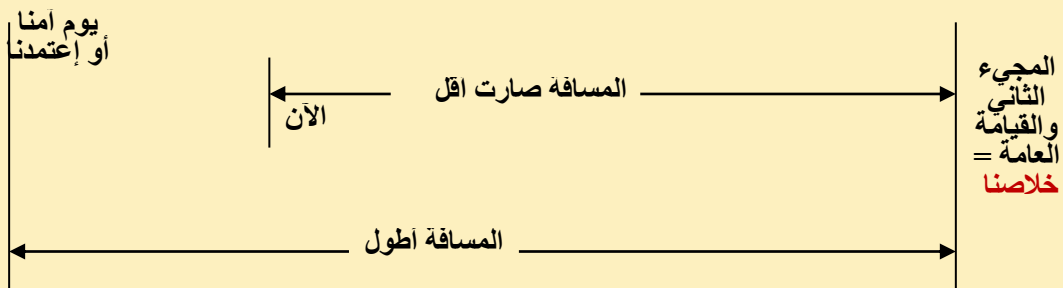 يوم آمنا
أو إعتمدنا
المجيء
الثاني
والقيامة
العامة =
خلاصنا
المسافة صارت اقل
الآن
المسافة أطول